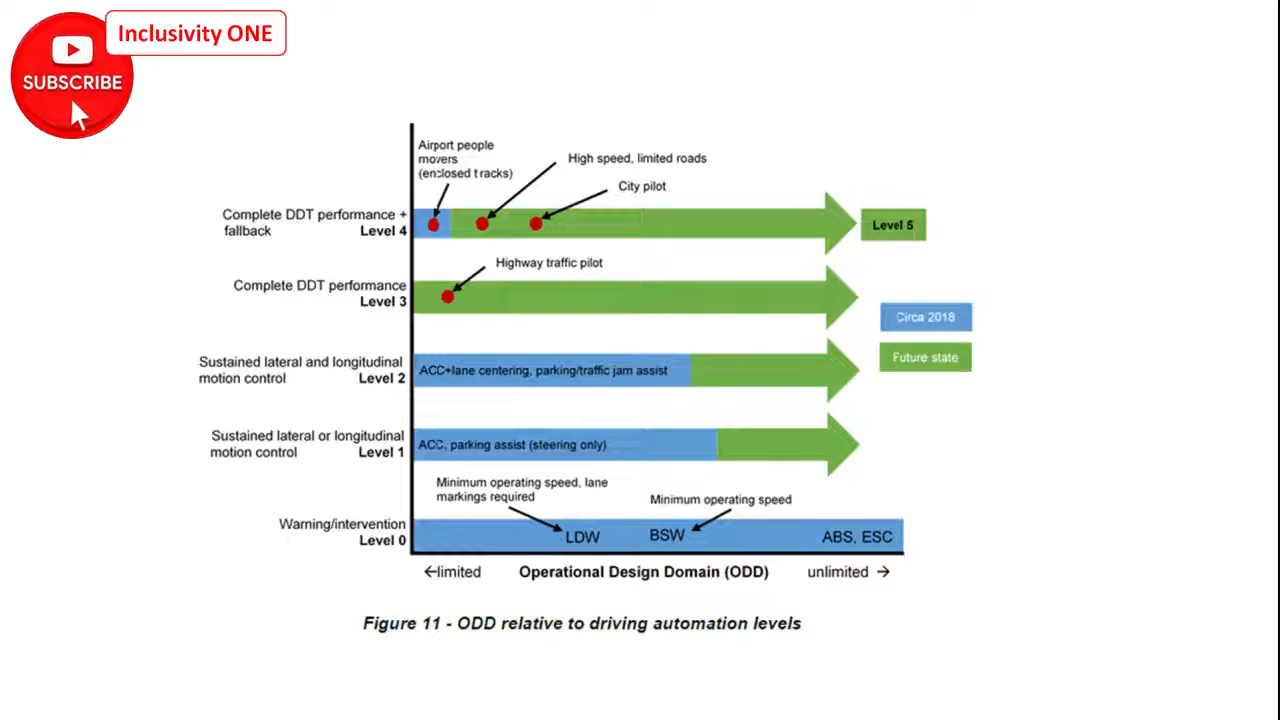 Inclusivity ONE
SUBSCRIBE
Airport people
movers
(enclosed tracks)
High speed, limited roads
City pilot
Complete DDT performance +
fallback Level 4
Level 5
Highway traffic pilot
Complete DDT performance
Level 3
Circa 2018
Future state
Sustained lateral and longitudinal
motion control Level 2
ACC+lane centering, parking/traffic jam assist
Sustained lateral or longitudinal
motion control Level 1
ACC, parking assist (steering only)
Minimum operating speed, lane
markings required
Minimum operating speed
Warning/intervention
Level 0
LDW
BSW
ABS, ESC
←limited Operational Design Domain (ODD) unlimited →
Figure 11 - ODD relative to driving automation levels